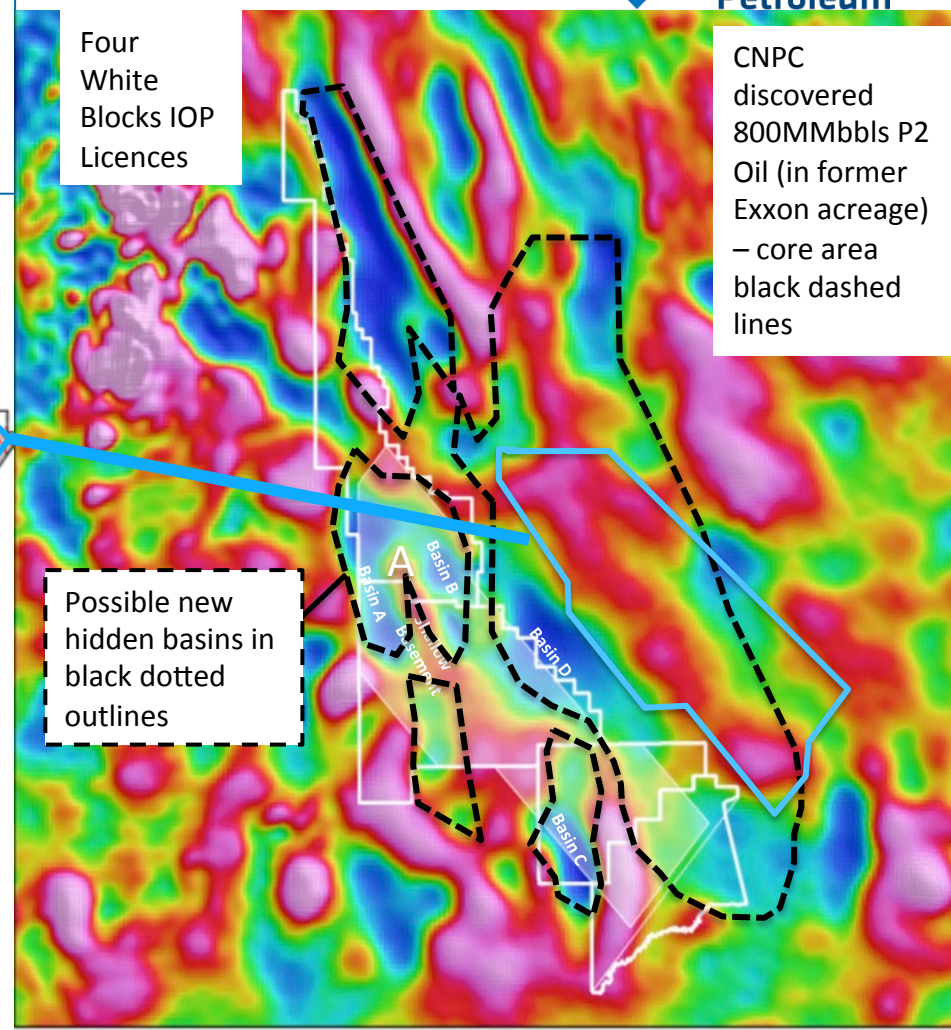 Petroleum
Four
White
Blocks IOP
Licences
CNPC
discovered
800MMbbls P2
Oil (in former
Exxon acreage)
– core area
black dashed
lines
A
Basin A
Basin B
Shallow
Basement
Basin D
Possible new
hidden basins in
black dotted
outlines
Basin C